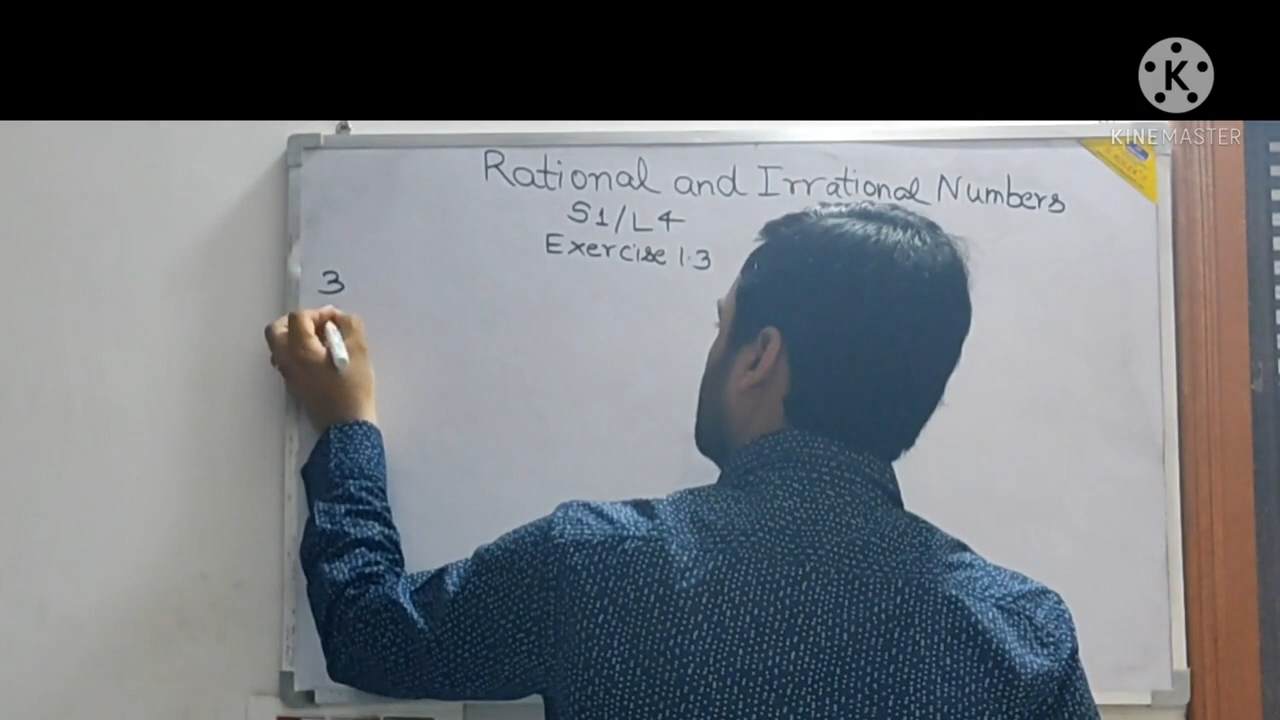 K
KINEMASTER
Rational and Irrational Numbers
S1/L4
Exercise 1.3
3